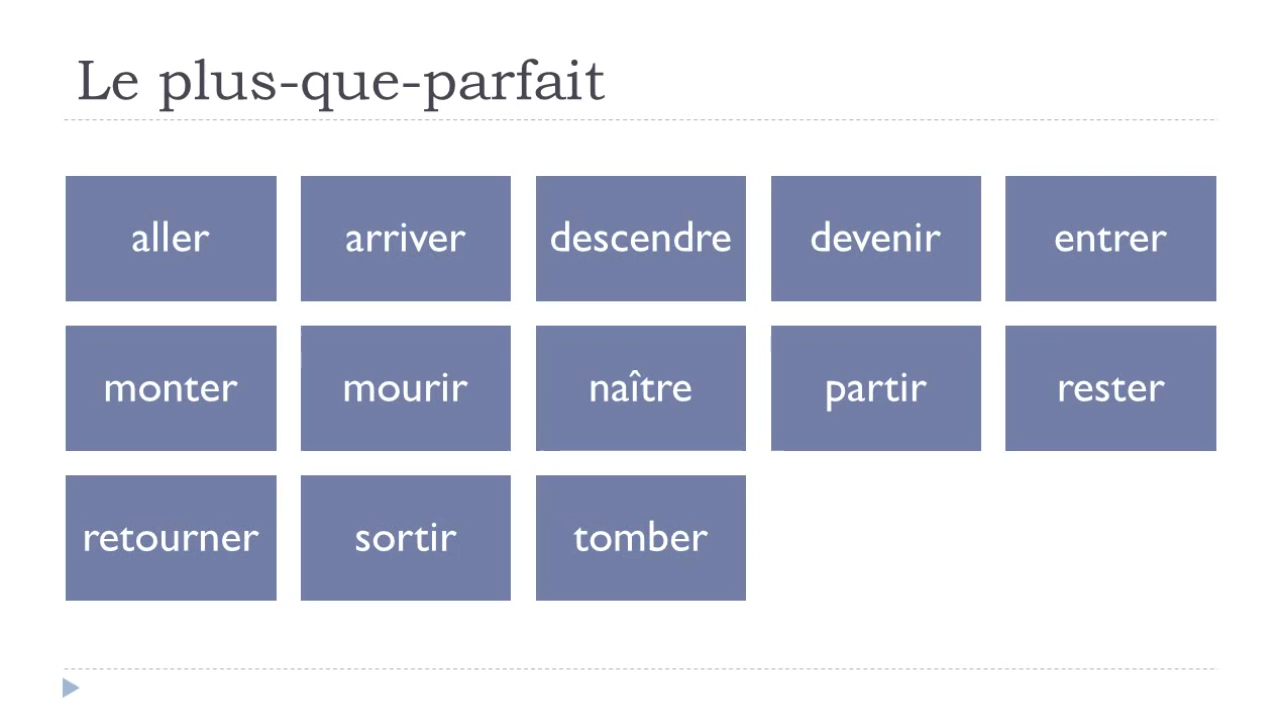 Le plus-que-parfait
aller
arriver
descendre
devenir
entrer
monter
mourir
naître
partir
rester
retourner
sortir
tomber